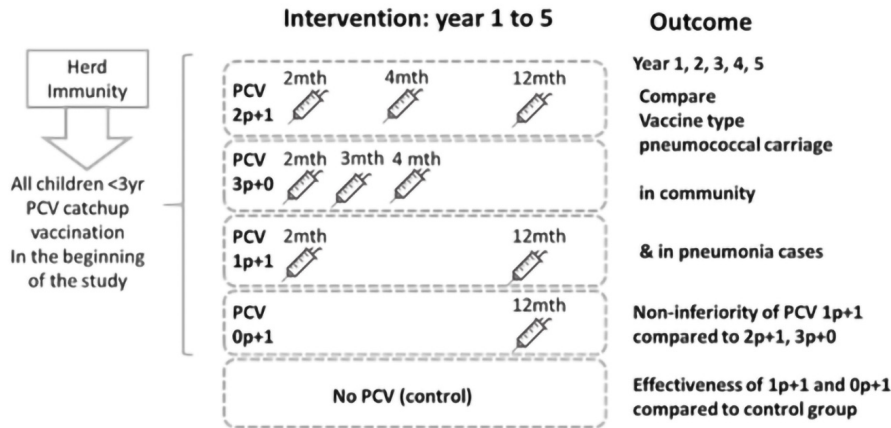 Intervention: year 1 to 5
Outcome
Herd
Immunity
All children <3yr
PCV catchup
vaccination
In the beginning
of the study
PCV
2p+1
2mth
4mth
12mth
PCV
3p+0
2mth
3mth
4 mth
PCV
1p+1
2mth
12mth
PCV
0p+1
12mth
No PCV (control)
Year 1, 2, 3, 4, 5
Compare
Vaccine type
pneumococcal carriage
in community
& in pneumonia cases
Non-inferiority of PCV 1p+1
compared to 2p+1, 3p+0
Effectiveness of 1p+1 and 0p+1
compared to control group